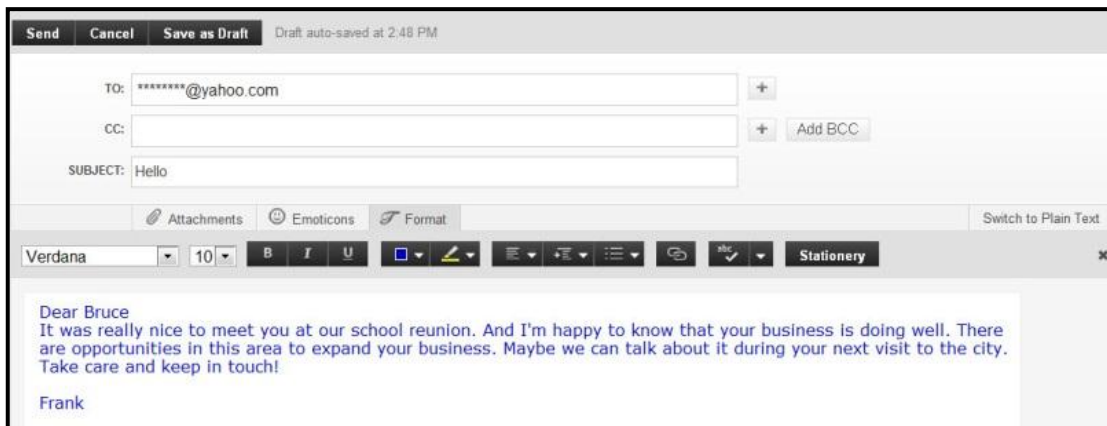 Send Cancel Save as Draft Draft auto-saved at 2:48 PM
TO: ********@yahoo.com +
CC: + Add BCC
SUBJECT: Hello
Attachments Emoticons Format Switch to Plain Text
Verdana 10 B I U abc Stationery x
Dear Bruce
It was really nice to meet you at our school reunion. And I'm happy to know that your business is doing well. There
are opportunities in this area to expand your business. Maybe we can talk about it during your next visit to the city.
Take care and keep in touch!
Frank